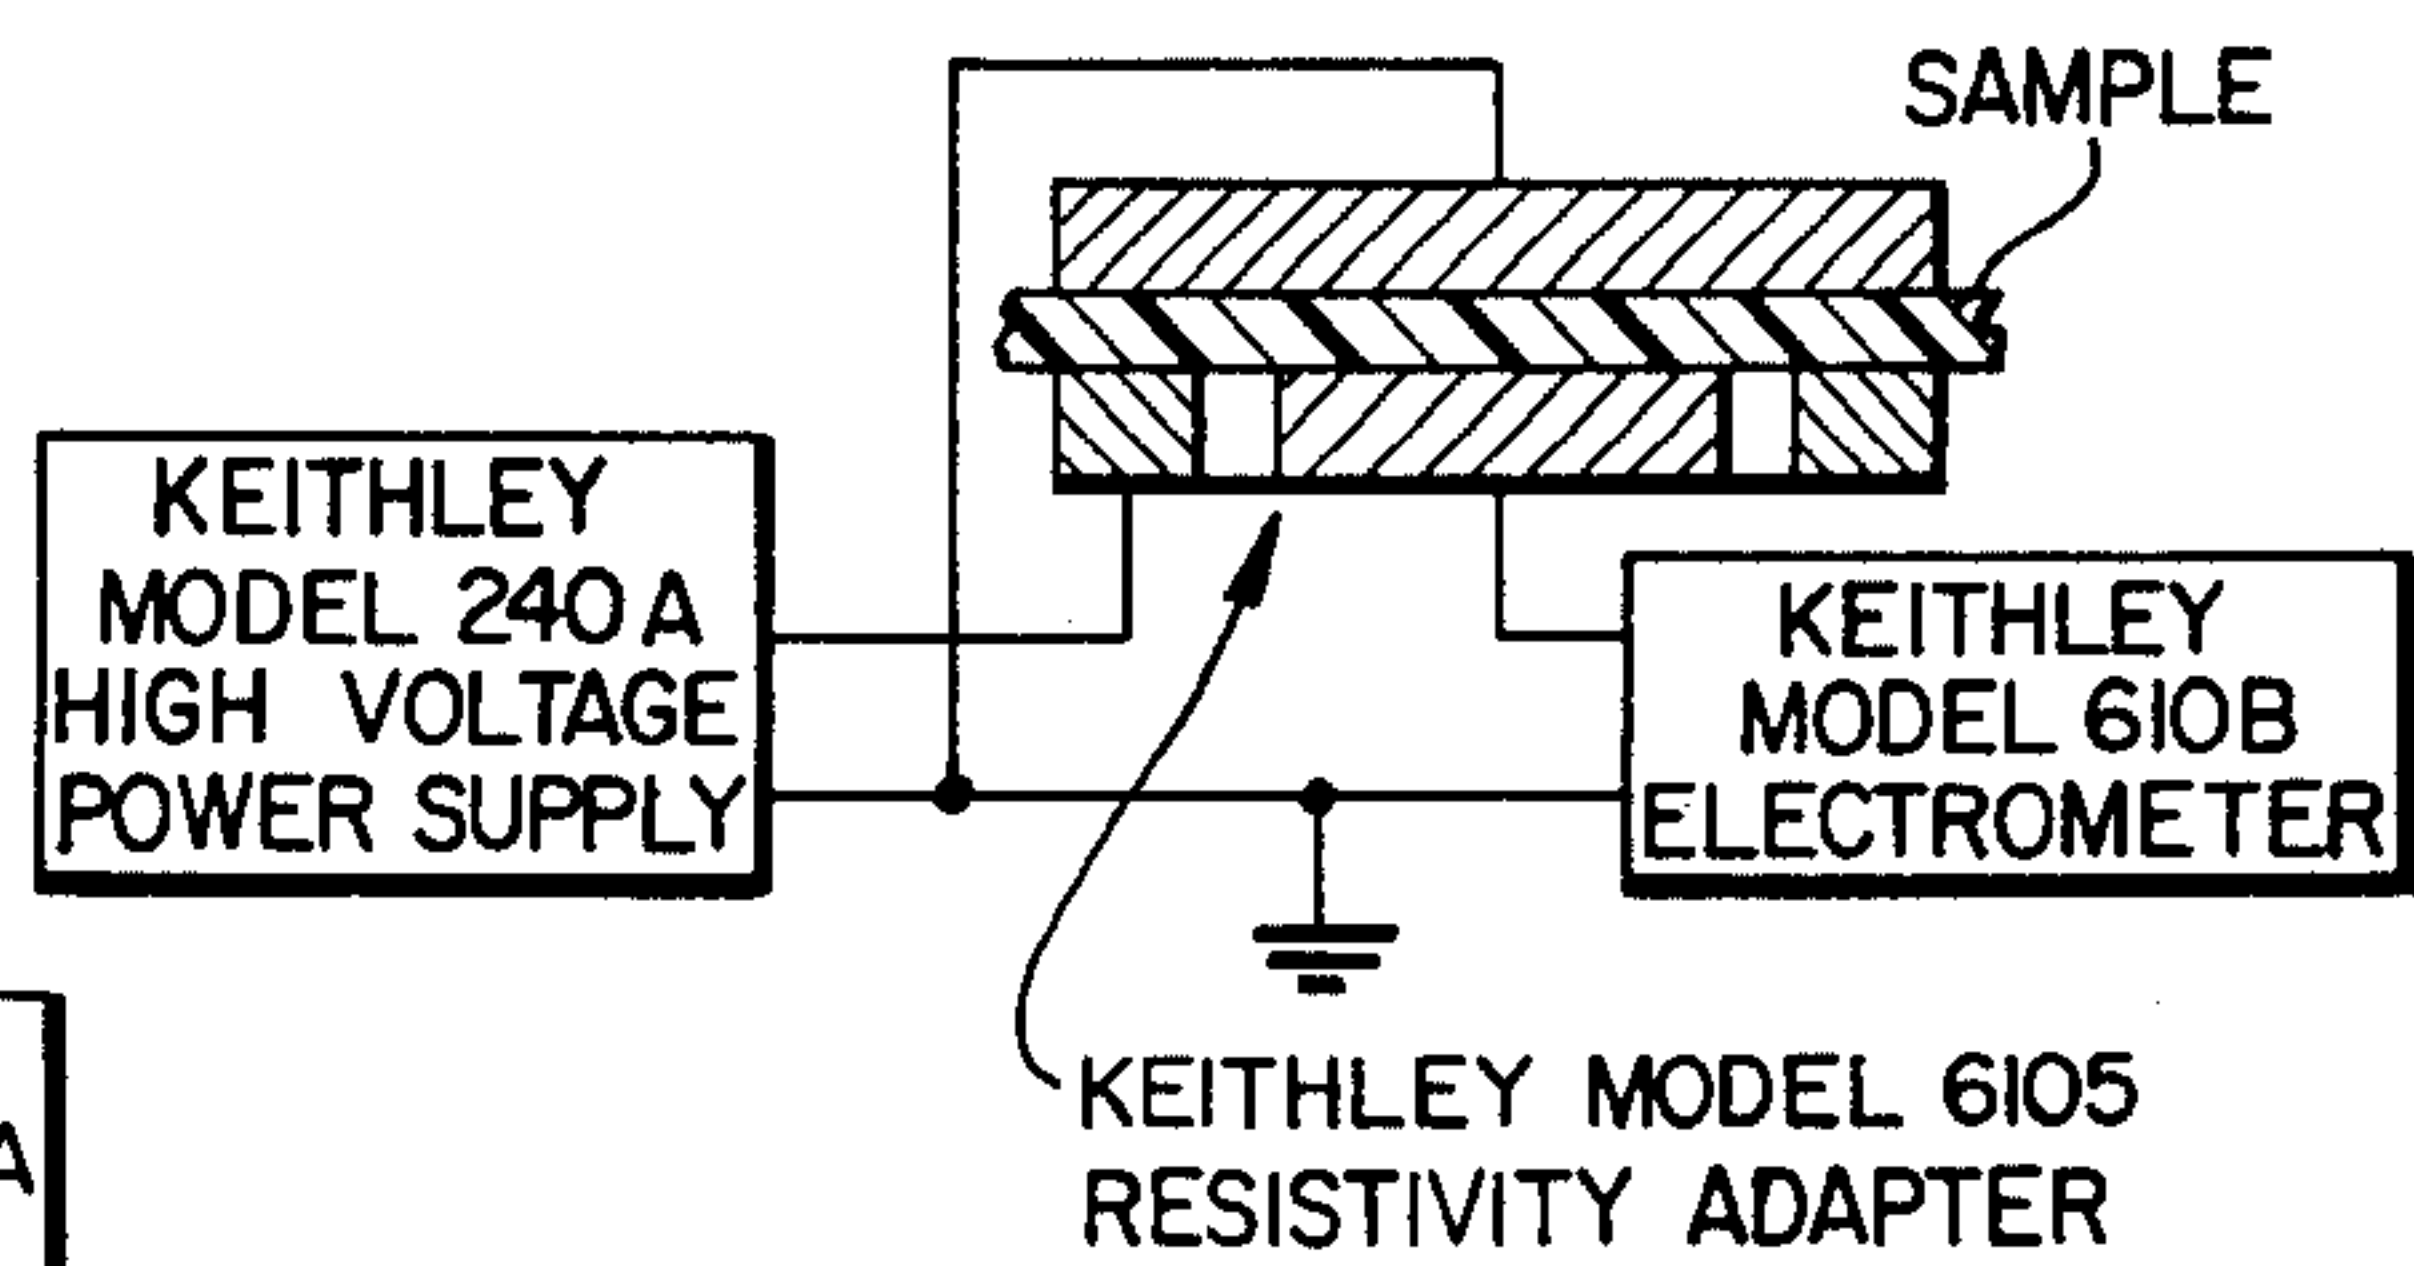 SAMPLE
KEITHLEY
MODEL 240A
HIGH VOLTAGE
POWER SUPPLY
KEITHLEY
MODEL 610B
ELECTROMETER
KEITHLEY MODEL 6105
RESISTIVITY ADAPTER
A